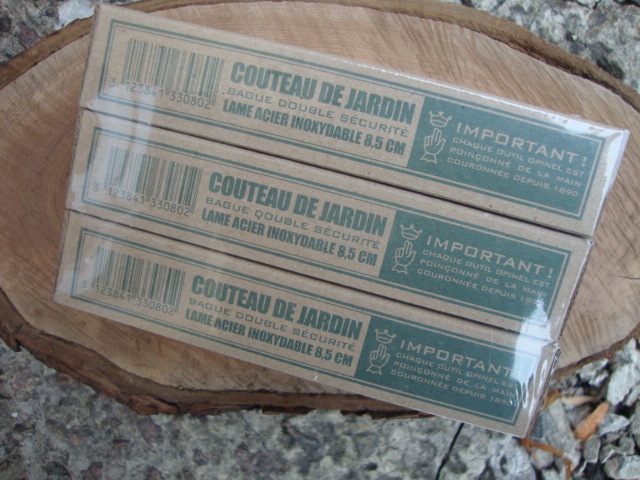 3 123841 330802
COUTEAU DE JARDIN
BAGUE DOUBLE SÉCURITÉ
LAME ACIER INOXYDABLE 8.5 CM
IMPORTANT !
CHAQUE OUTIL OPINEL EST
POINÇONNÉ DE LA MAIN
COURONNÉE DEPUIS 1890
3 123841 330802
COUTEAU DE JARDIN
BAGUE DOUBLE SÉCURITÉ
LAME ACIER INOXYDABLE 8.5 CM
IMPORTANT !
CHAQUE OUTIL OPINEL EST
POINÇONNÉ DE LA MAIN
COURONNÉE DEPUIS 1890
3 123841 330802
COUTEAU DE JARDIN
BAGUE DOUBLE SÉCURITÉ
LAME ACIER INOXYDABLE 8.5 CM
IMPORTANT !
CHAQUE OUTIL OPINEL EST
POINÇONNÉ DE LA MAIN
COURONNÉE DEPUIS 1890